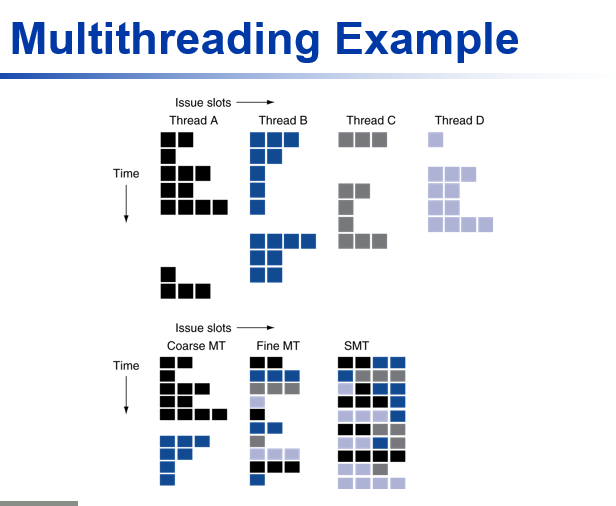 Multithreading Example
Issue slots
Thread A Thread B Thread C Thread D
Time
Issue slots
Coarse MT Fine MT SMT
Time